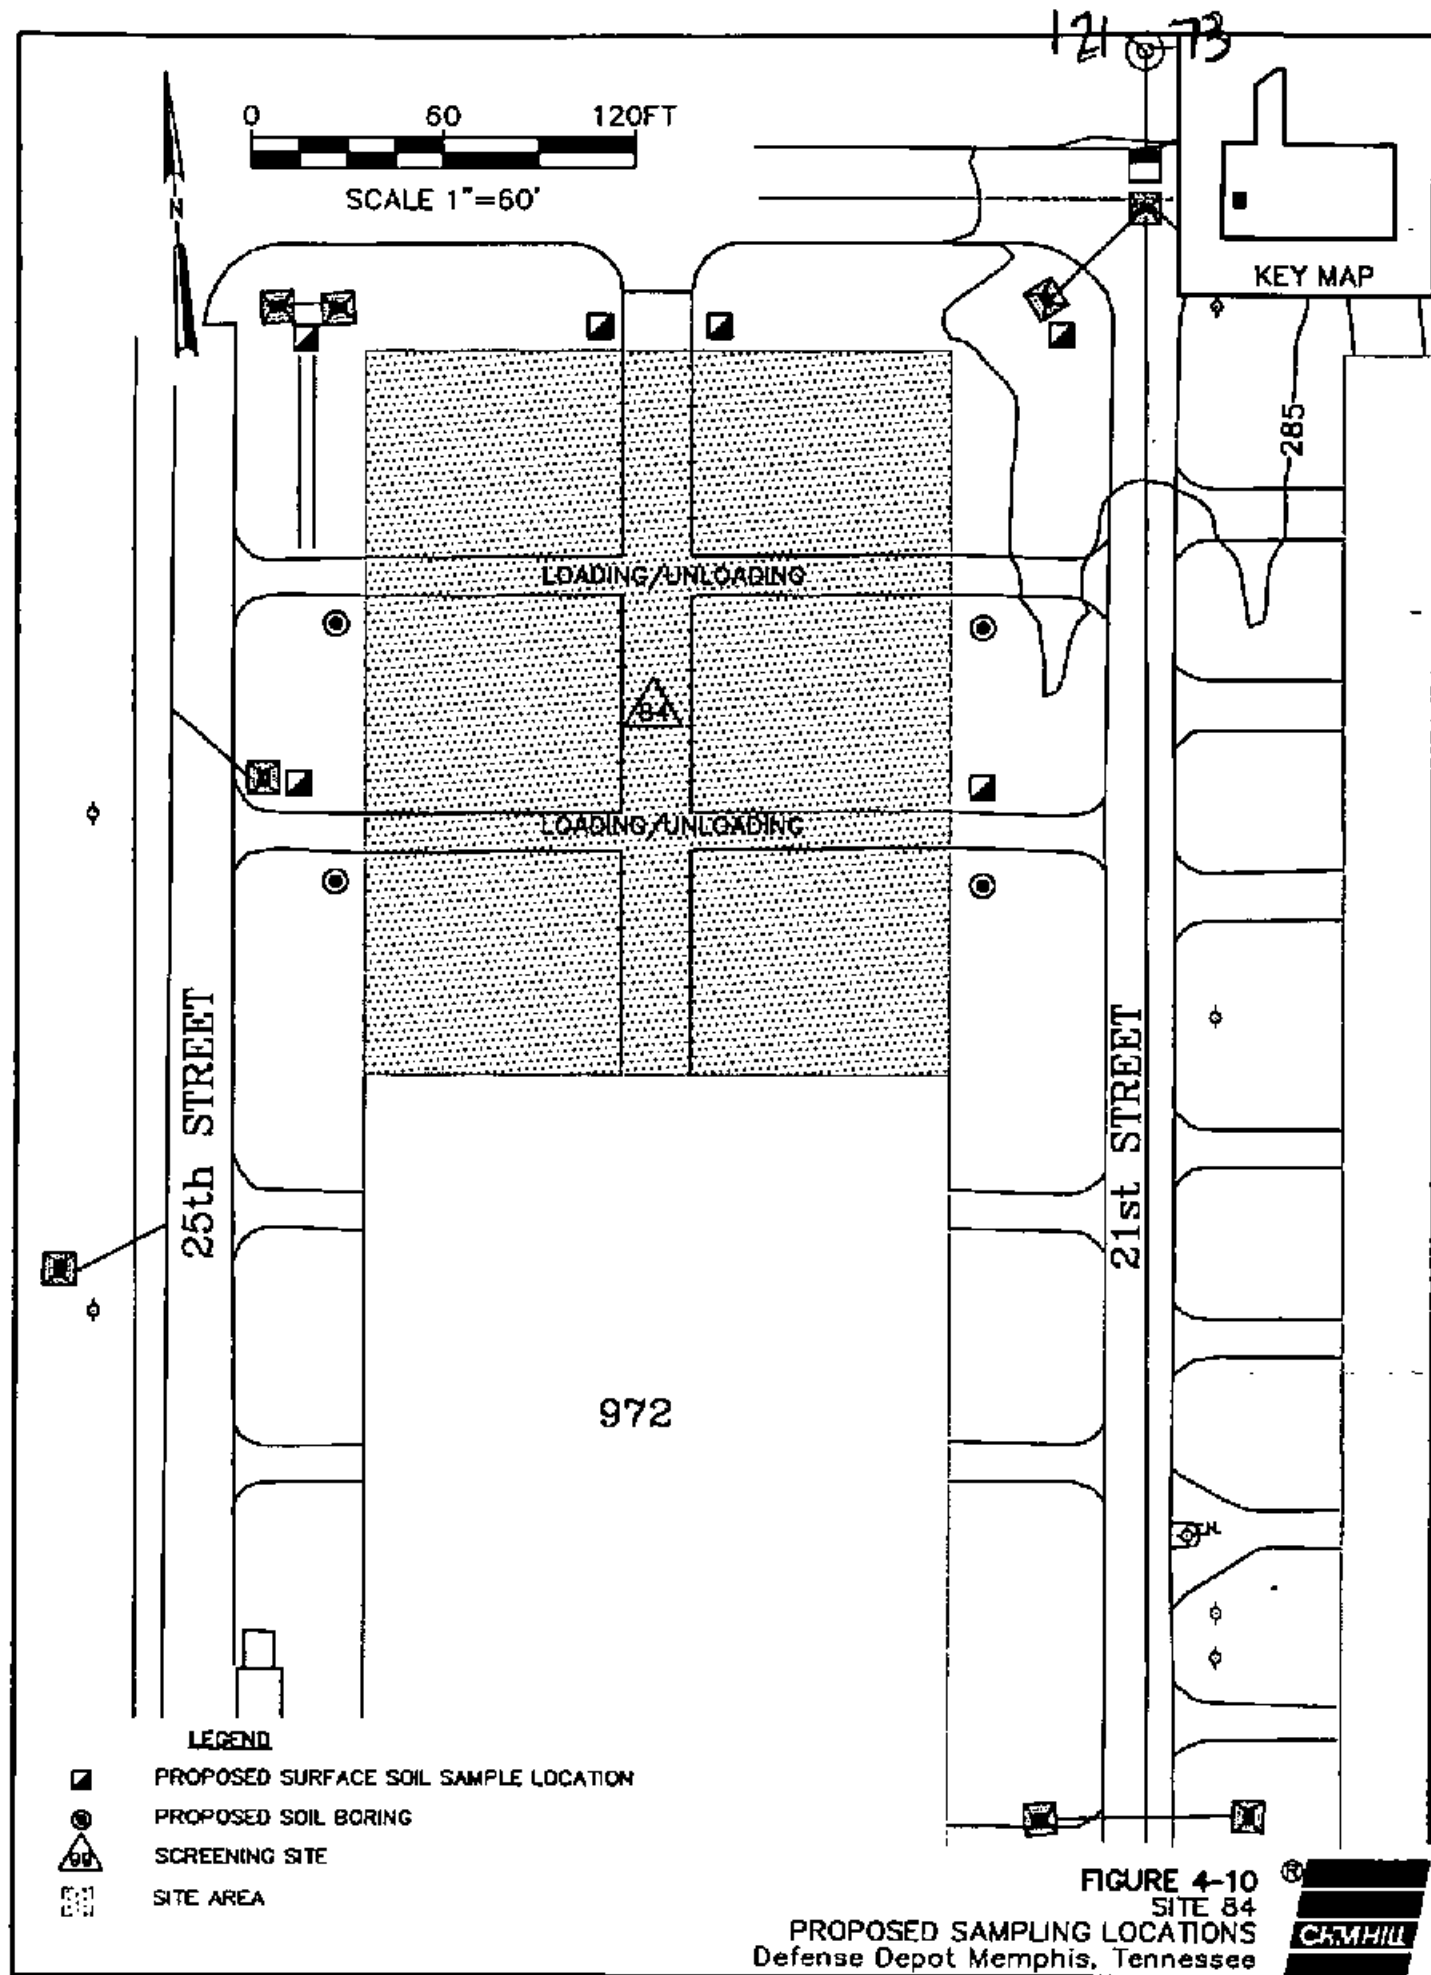 121 73
0 60 120FT
SCALE 1"=60'
N
KEY MAP
285
LOADING/UNLOADING
84
LOADING/UNLOADING
25th STREET
21st STREET
972
LEGEND
PROPOSED SURFACE SOIL SAMPLE LOCATION
PROPOSED SOIL BORING
99 SCREENING SITE
SITE AREA
FIGURE 4-10
SITE 84
PROPOSED SAMPLING LOCATIONS
Defense Depot Memphis, Tennessee
®
CH2MHILL